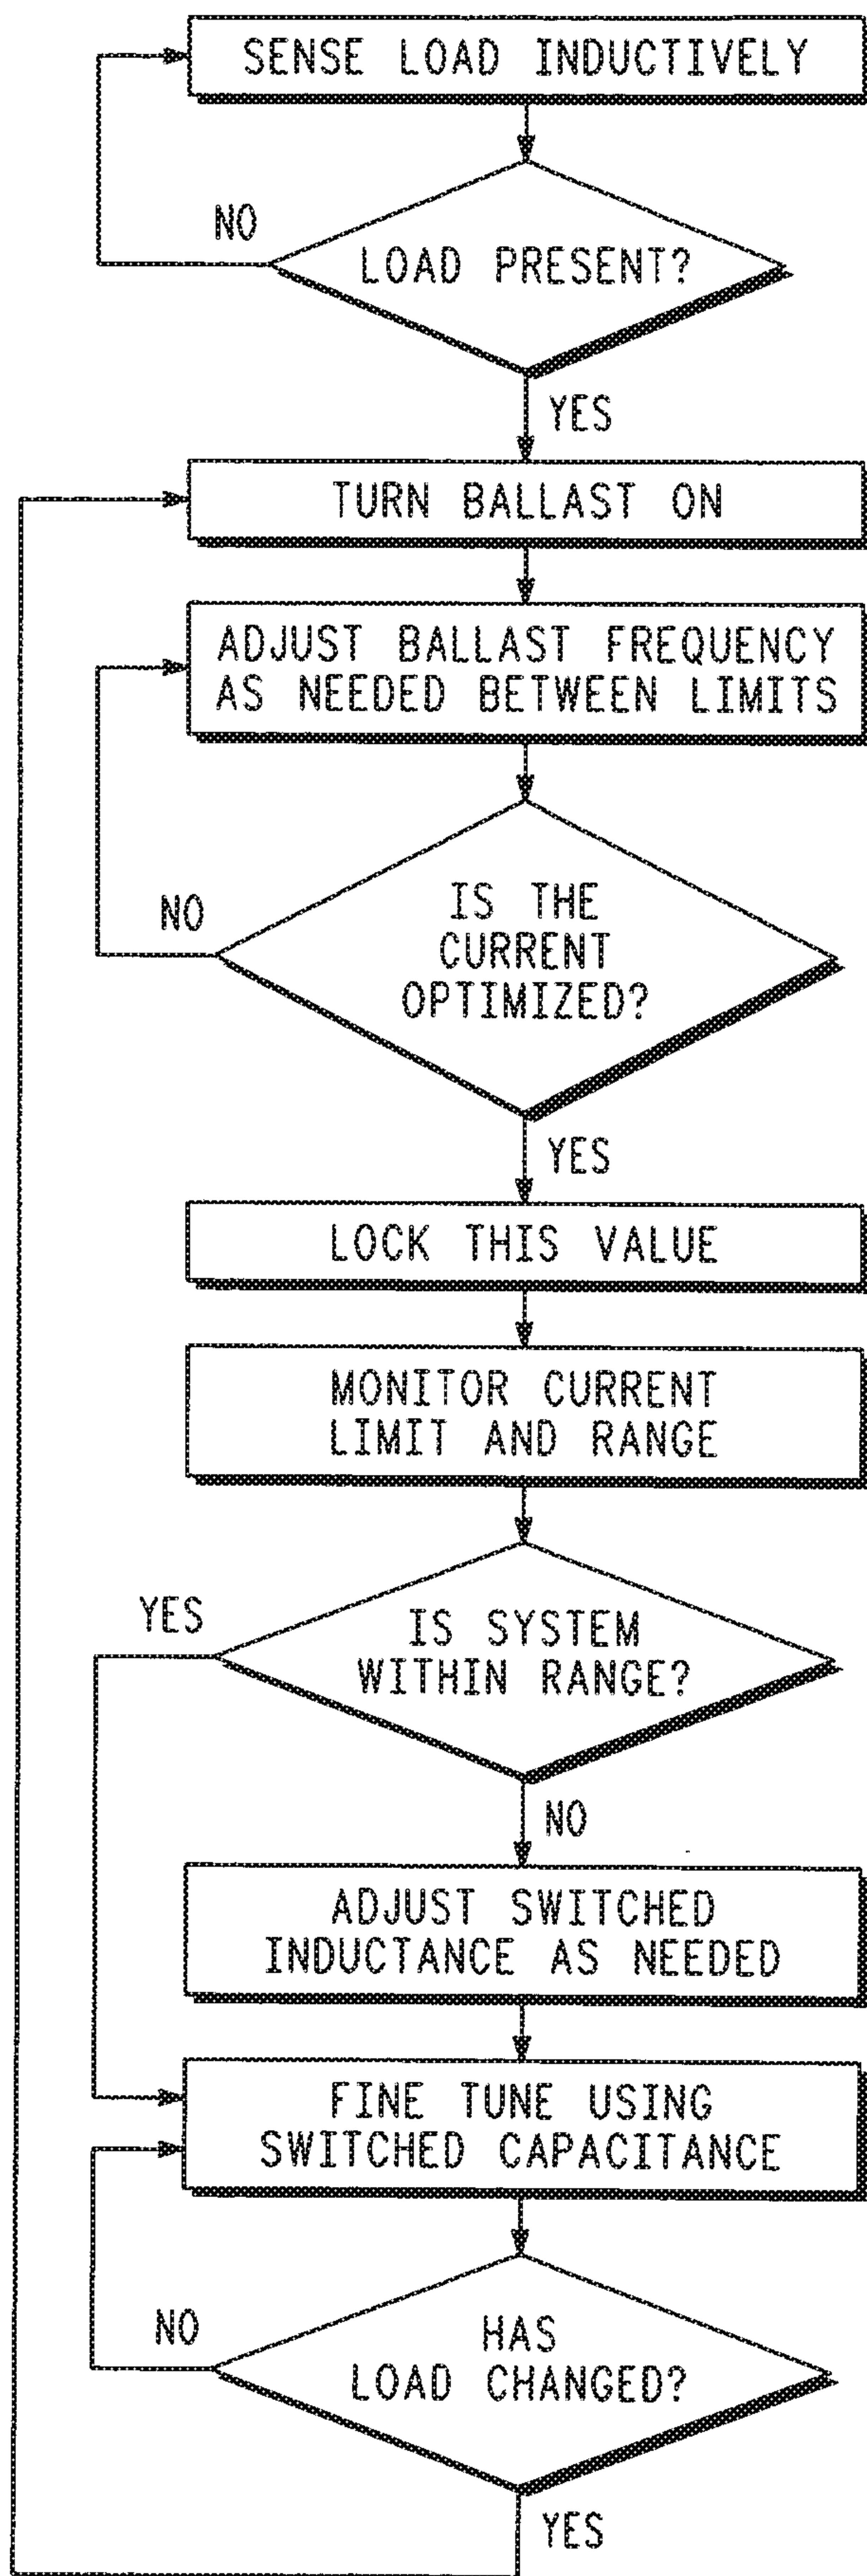 SENSE LOAD INDUCTIVELY
NO
LOAD PRESENT?
YES
TURN BALLAST ON
ADJUST BALLAST FREQUENCY
AS NEEDED BETWEEN LIMITS
NO
IS THE
CURRENT
OPTIMIZED?
YES
LOCK THIS VALUE
MONITOR CURRENT
LIMIT AND RANGE
YES
IS SYSTEM
WITHIN RANGE?
NO
ADJUST SWITCHED
INDUCTANCE AS NEEDED
FINE TUNE USING
SWITCHED CAPACITANCE
NO
HAS
LOAD CHANGED?
YES